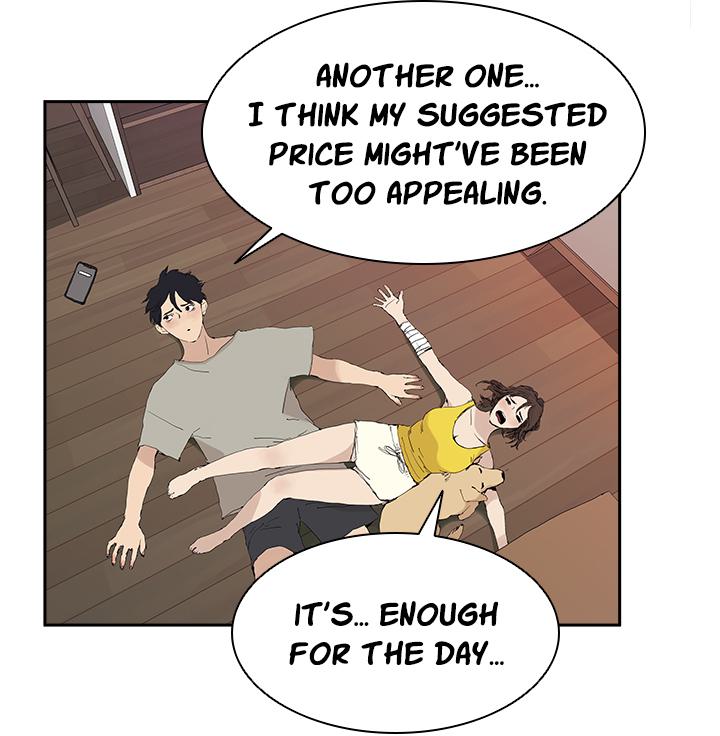 ANOTHER ONE...
I THINK MY SUGGESTED
PRICE MIGHT'VE BEEN
TOO APPEALING.
IT'S... ENOUGH
FOR THE DAY...